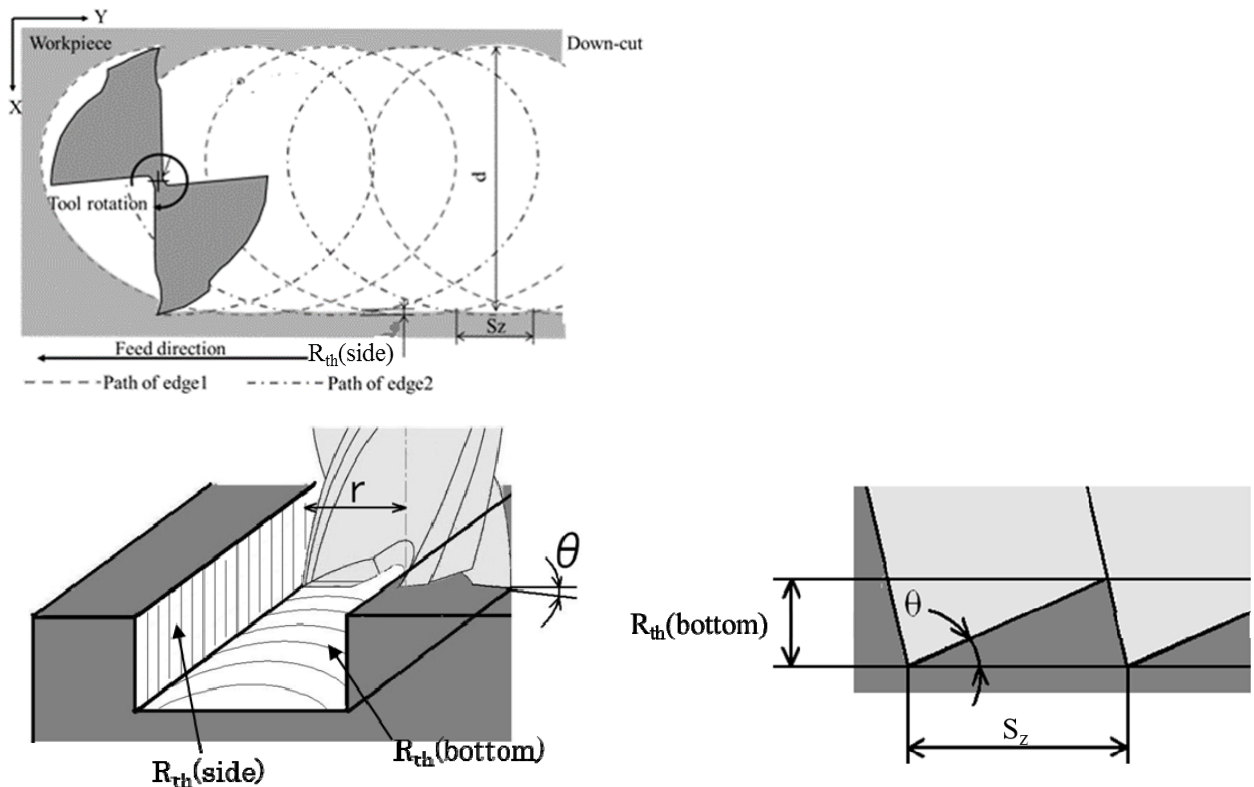 Y
Workpiece
Down-cut
X
d
Tool rotation
Sz
Feed direction
Rth(side)
Path of edge1
Path of edge2
r
θ
Rth(side)
Rth(bottom)
Rth(bottom)
θ
Sz